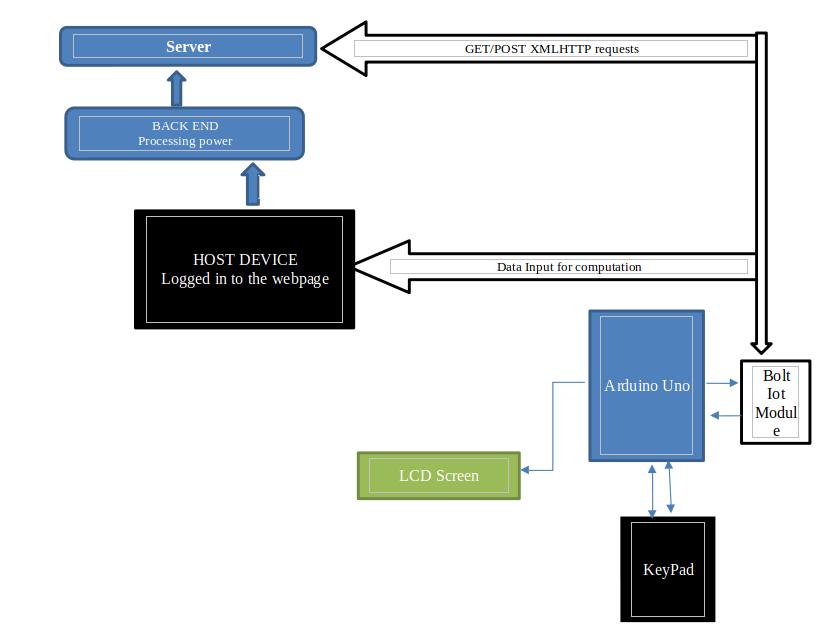 Server
GET/POST XMLHTTP requests
BACK END
Processing power
HOST DEVICE
Logged in to the webpage
Data Input for computation
Arduino Uno
Bolt
Iot
Modul
e
LCD Screen
KeyPad